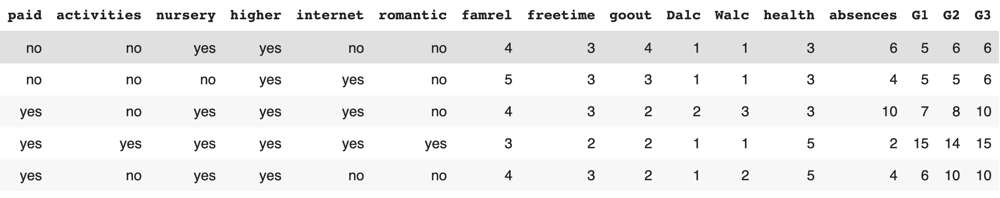 paid activities nursery higher internet romantic famrel freetime goout Dalc Walc health absences G1 G2 G3
no no yes yes no no 4 3 4 1 1 3 6 5 6 6
no no no yes yes no 5 3 3 1 1 3 4 5 5 6
yes no yes yes yes no 4 3 2 2 3 3 10 7 8 10
yes yes yes yes yes yes 3 2 2 1 1 5 2 15 14 15
yes no yes yes no no 4 3 2 1 2 5 4 6 10 10